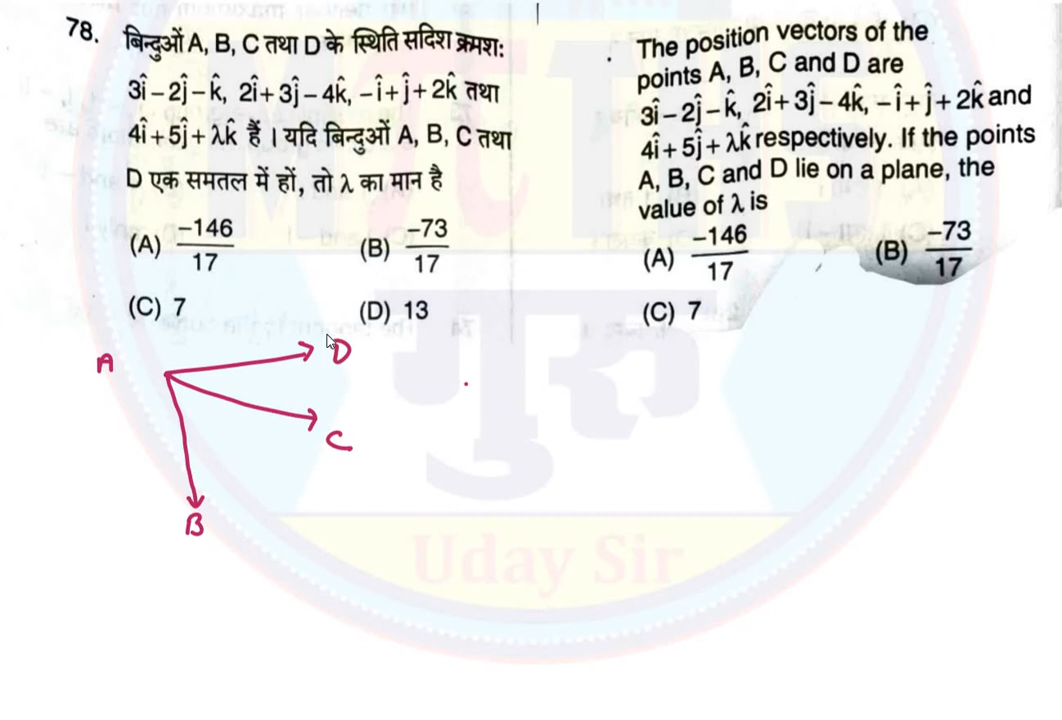 78. बिन्दुओं A, B, C तथा D के स्थिति सदिश क्रमश:
3î – 2ĵ – k̂, 2î + 3ĵ – 4k̂, –î + ĵ + 2k̂ तथा
4î + 5ĵ + λk̂ है । यदि बिन्दुओं A, B, C तथा
D एक समतल में हों, तो λ का मान है
(A) –146/17 (B) –73/17
(C) 7 (D) 13
The position vectors of the
points A, B, C and D are
3î – 2ĵ – k̂, 2î + 3ĵ – 4k̂, –î + ĵ + 2k̂ and
4î + 5ĵ + λk̂ respectively. If the points
A, B, C and D lie on a plane, the
value of λ is
(A) –146/17 (B) –73/17
(C) 7
A
D
C
B
गुरु
Uday Sir